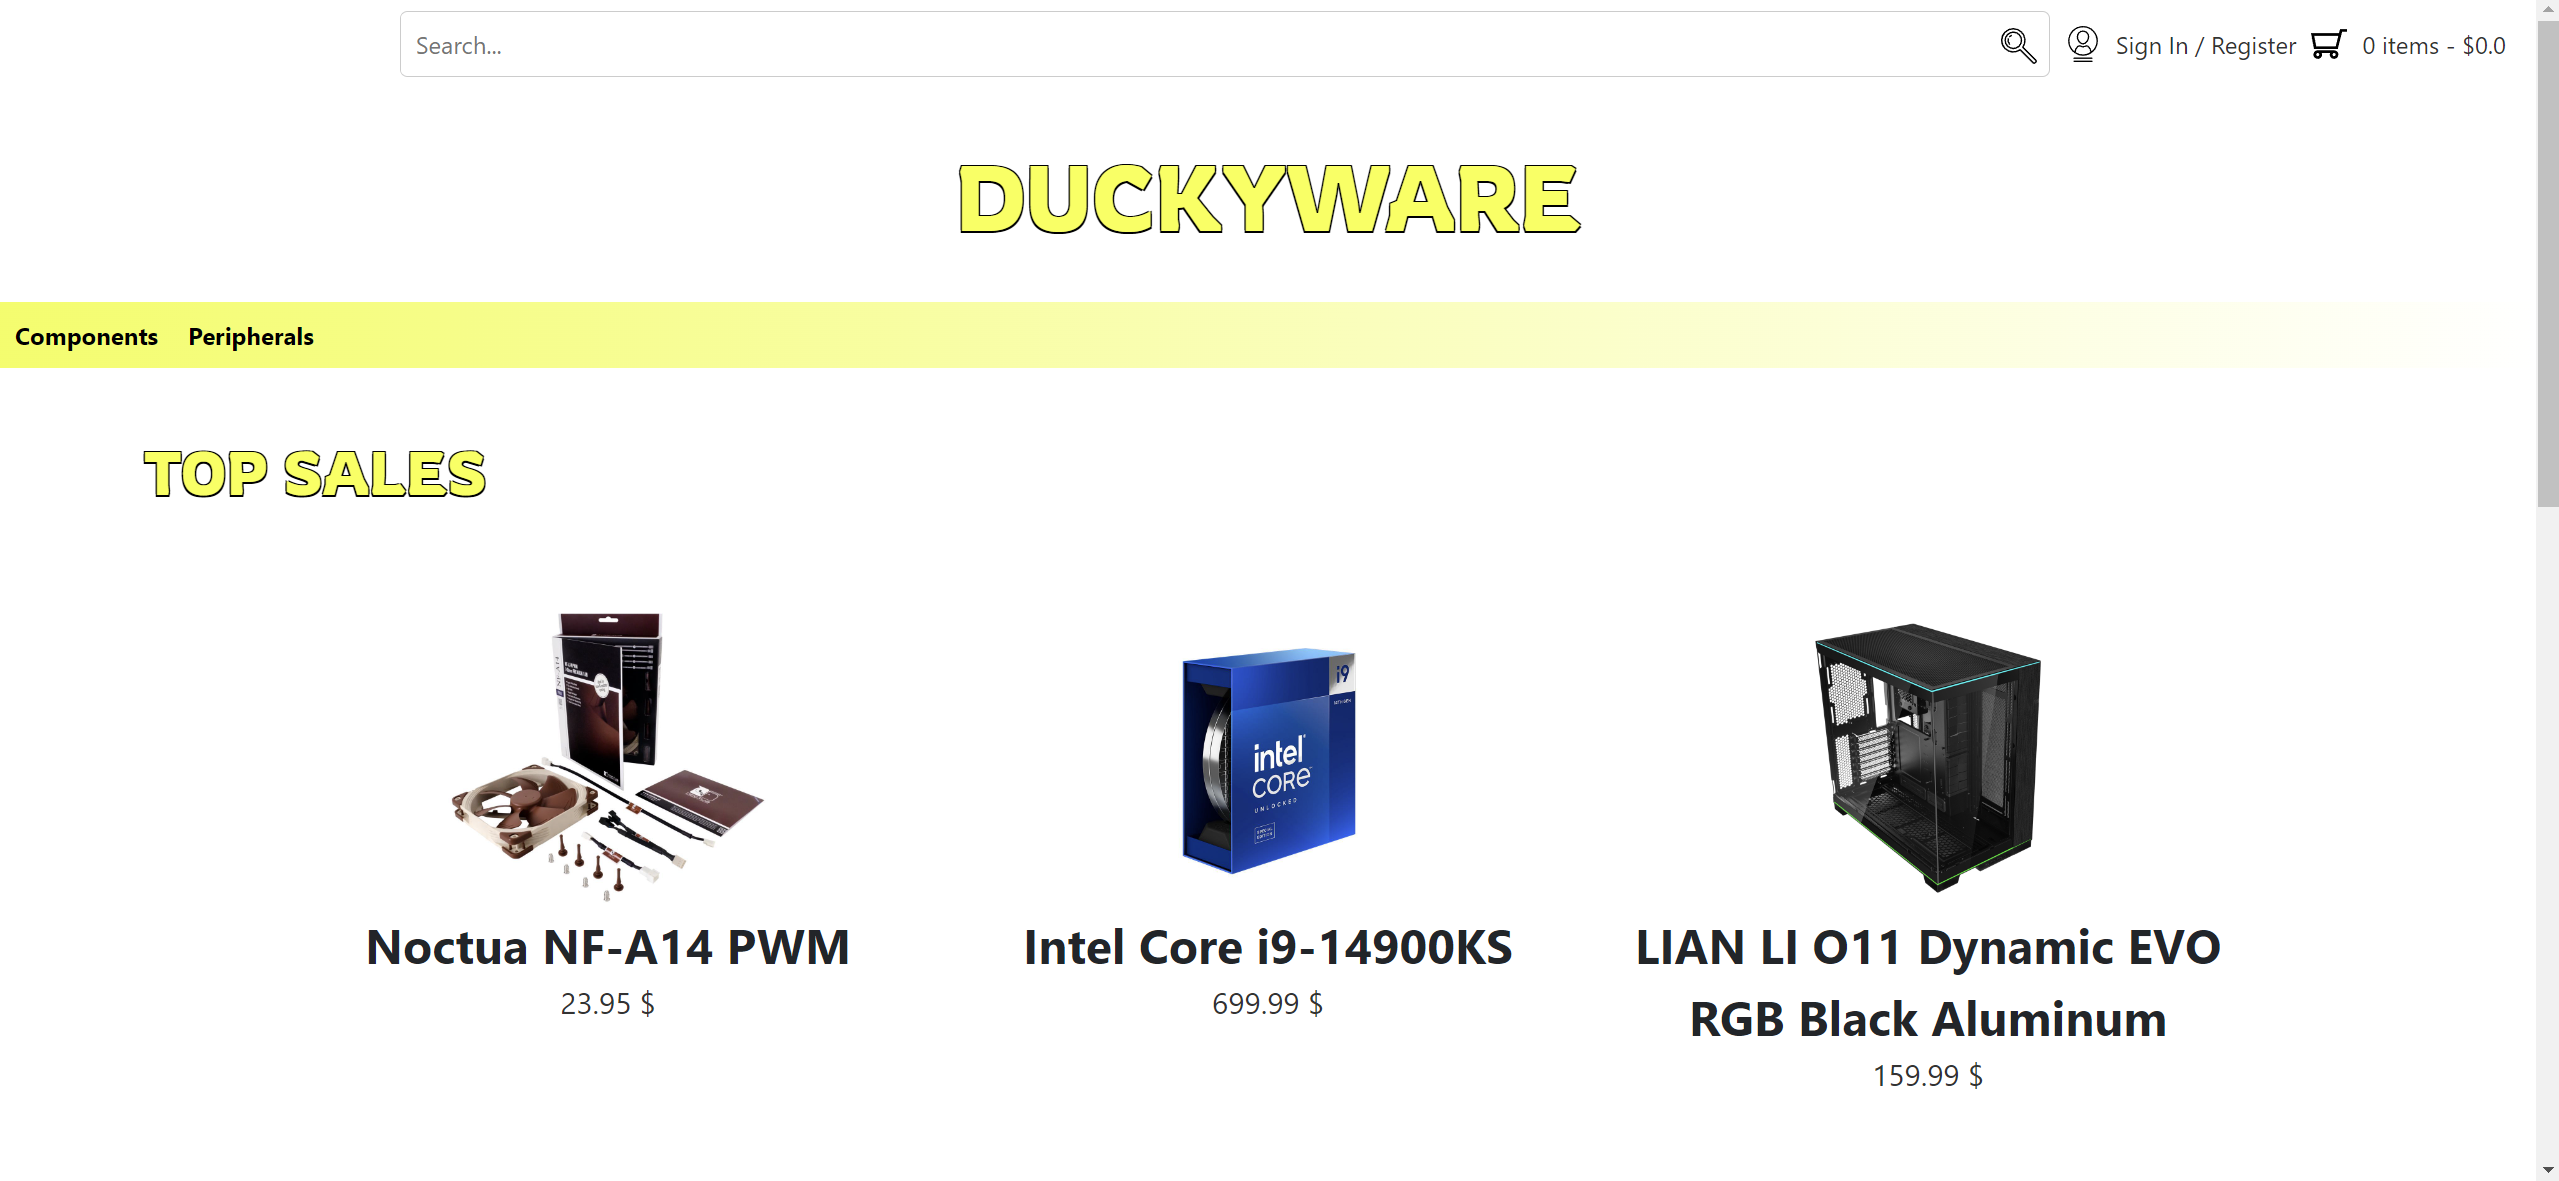 Search...
Sign In / Register
0 items - $0.0
DUCKYWARE
Components Peripherals
TOP SALES
i9
intel
CORE
UNLOCKED
SPECIAL
EDITION
Noctua NF-A14 PWM
23.95 $
Intel Core i9-14900KS
699.99 $
LIAN LI O11 Dynamic EVO
RGB Black Aluminum
159.99 $